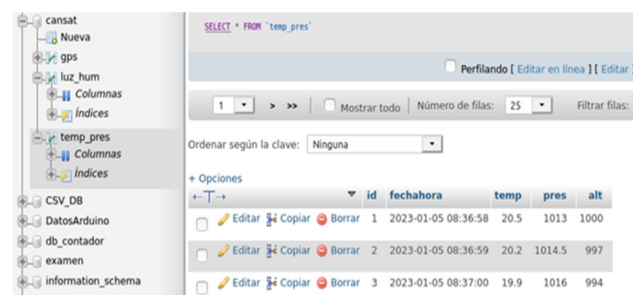 cansat
Nueva
gps
luz_hum
Columnas
Índices
temp_pres
Columnas
Índices
CSV_DB
DatosArduino
db_contador
examen
information_schema
SELECT * FROM `temp_pres`
Perfilando [ Editar en línea ] [ Editar ]
1 > >> Mostrar todo Número de filas: 25 Filtrar filas:
Ordenar según la clave: Ninguna
+ Opciones
←T→ ▼ id fechahora temp pres alt
Editar Copiar Borrar 1 2023-01-05 08:36:58 20.5 1013 1000
Editar Copiar Borrar 2 2023-01-05 08:36:59 20.2 1014.5 997
Editar Copiar Borrar 3 2023-01-05 08:37:00 19.9 1016 994